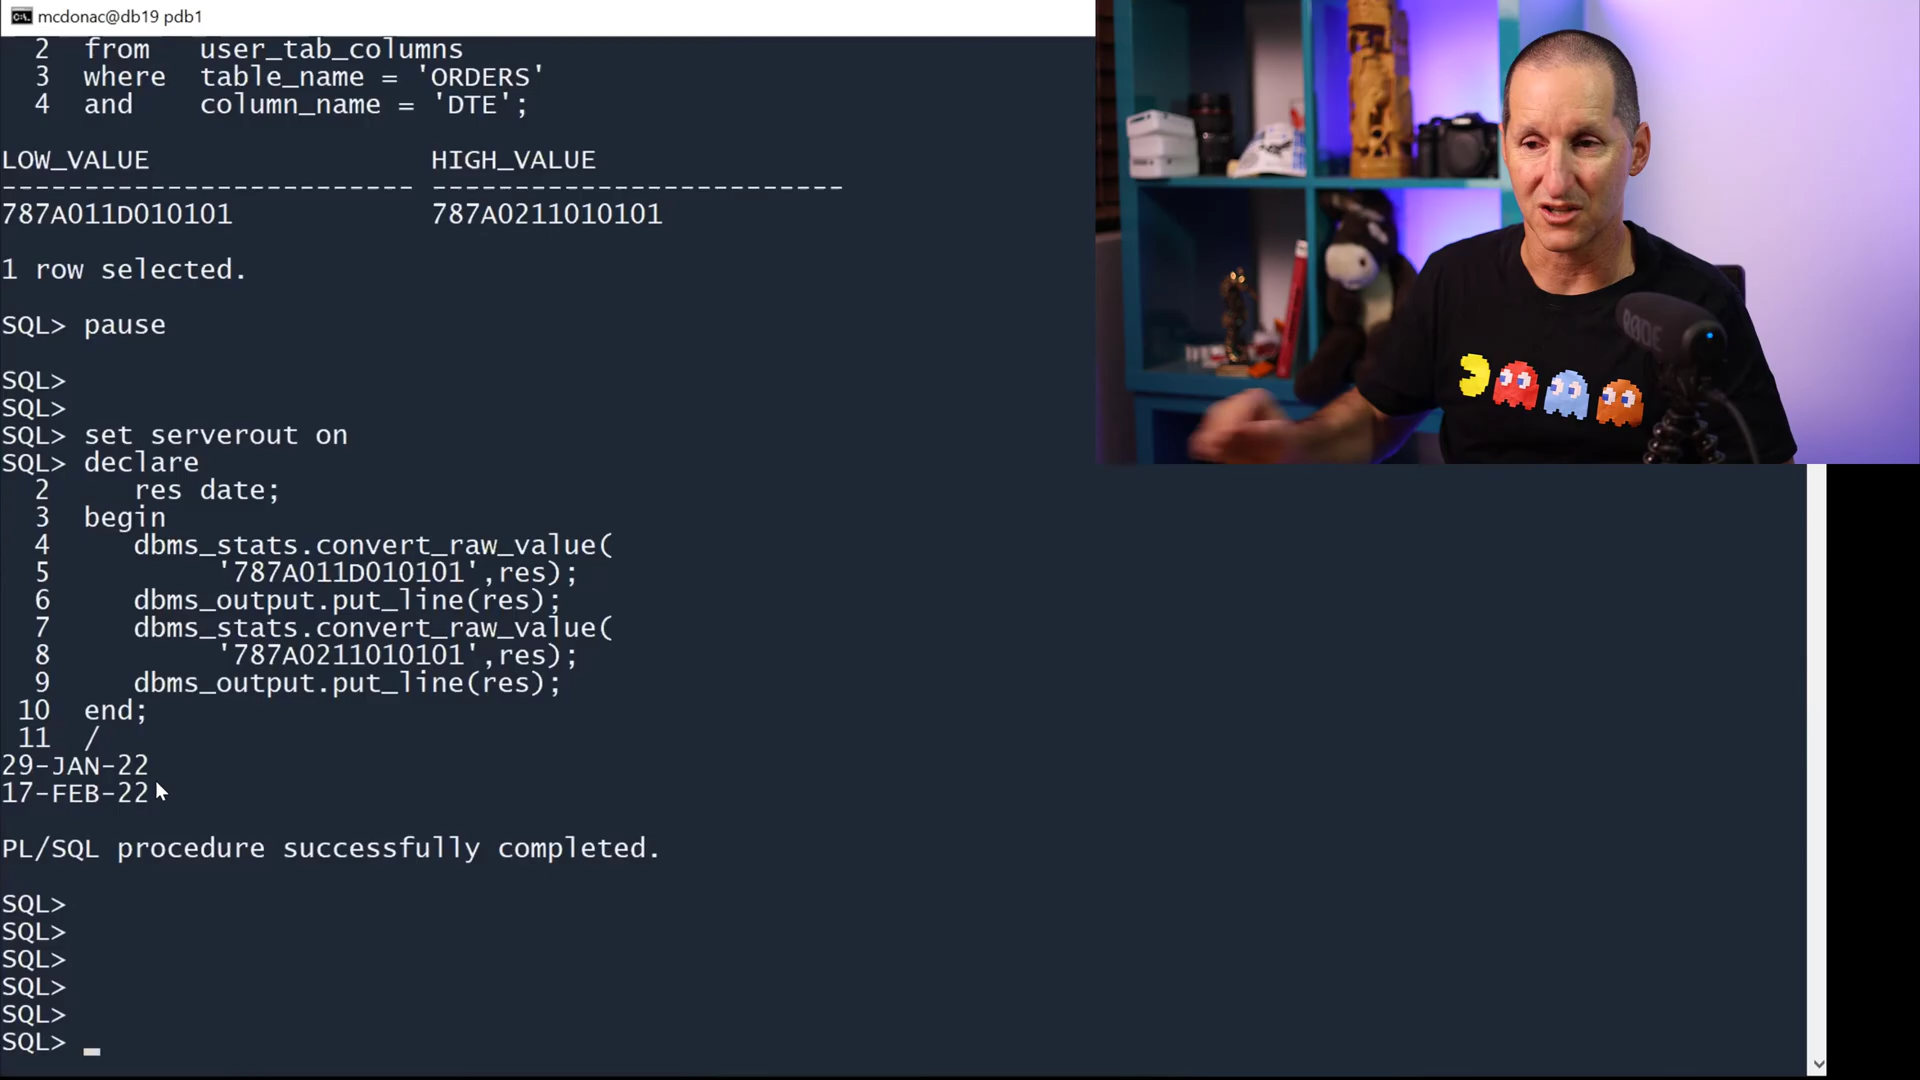 mcdonac@db19 pdb1
2 from user_tab_columns
3 where table_name = 'ORDERS'
4 and column_name = 'DTE';
LOW_VALUE HIGH_VALUE
------------------------- -------------------------
787A011D010101 787A0211010101
1 row selected.
SQL> pause
SQL>
SQL>
SQL> set serverout on
SQL> declare
2 res date;
3 begin
4 dbms_stats.convert_raw_value(
5 '787A011D010101',res);
6 dbms_output.put_line(res);
7 dbms_stats.convert_raw_value(
8 '787A0211010101',res);
9 dbms_output.put_line(res);
10 end;
11 /
29-JAN-22
17-FEB-22
PL/SQL procedure successfully completed.
SQL>
SQL>
SQL>
SQL>
SQL>
SQL>
RØDE